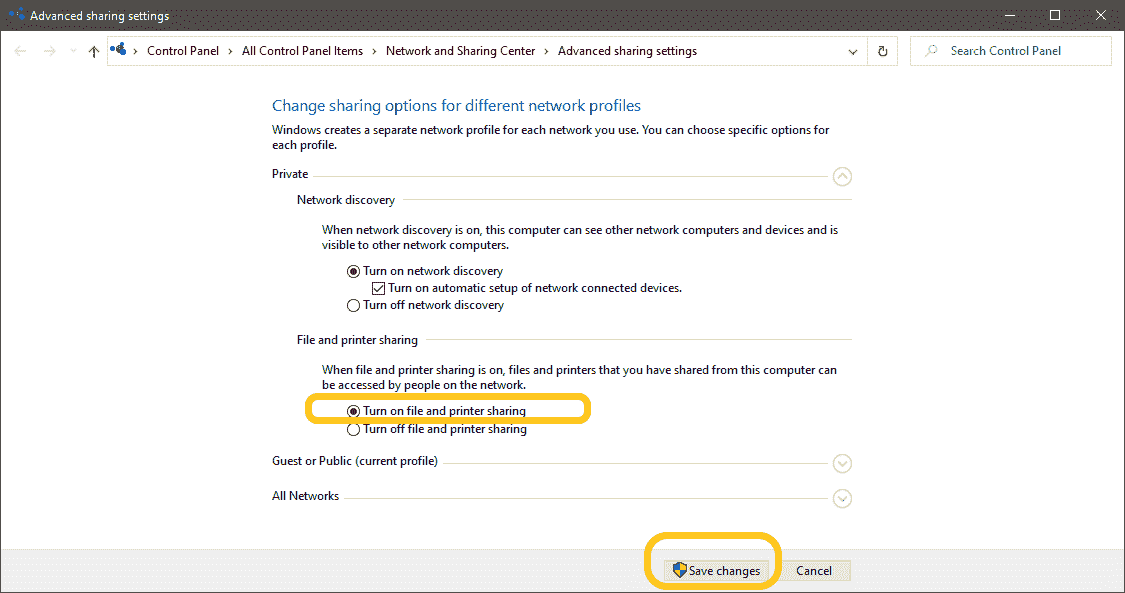 Advanced sharing settings
Control Panel > All Control Panel Items > Network and Sharing Center > Advanced sharing settings
Search Control Panel
Change sharing options for different network profiles
Windows creates a separate network profile for each network you use. You can choose specific options for
each profile.
Private
Network discovery
When network discovery is on, this computer can see other network computers and devices and is
visible to other network computers.
Turn on network discovery
Turn on automatic setup of network connected devices.
Turn off network discovery
File and printer sharing
When file and printer sharing is on, files and printers that you have shared from this computer can
be accessed by people on the network.
Turn on file and printer sharing
Turn off file and printer sharing
Guest or Public (current profile)
All Networks
Save changes
Cancel